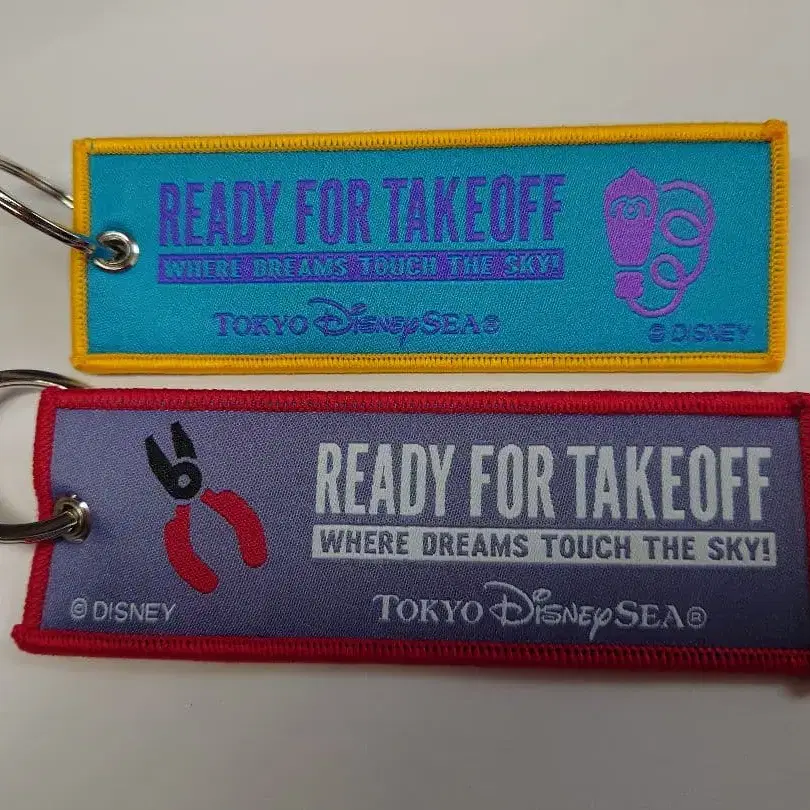 READY FOR TAKEOFF
WHERE DREAMS TOUCH THE SKY!
TOKYO DISNEYSEA®
© DISNEY
READY FOR TAKEOFF
WHERE DREAMS TOUCH THE SKY!
© DISNEY
TOKYO DISNEYSEA®